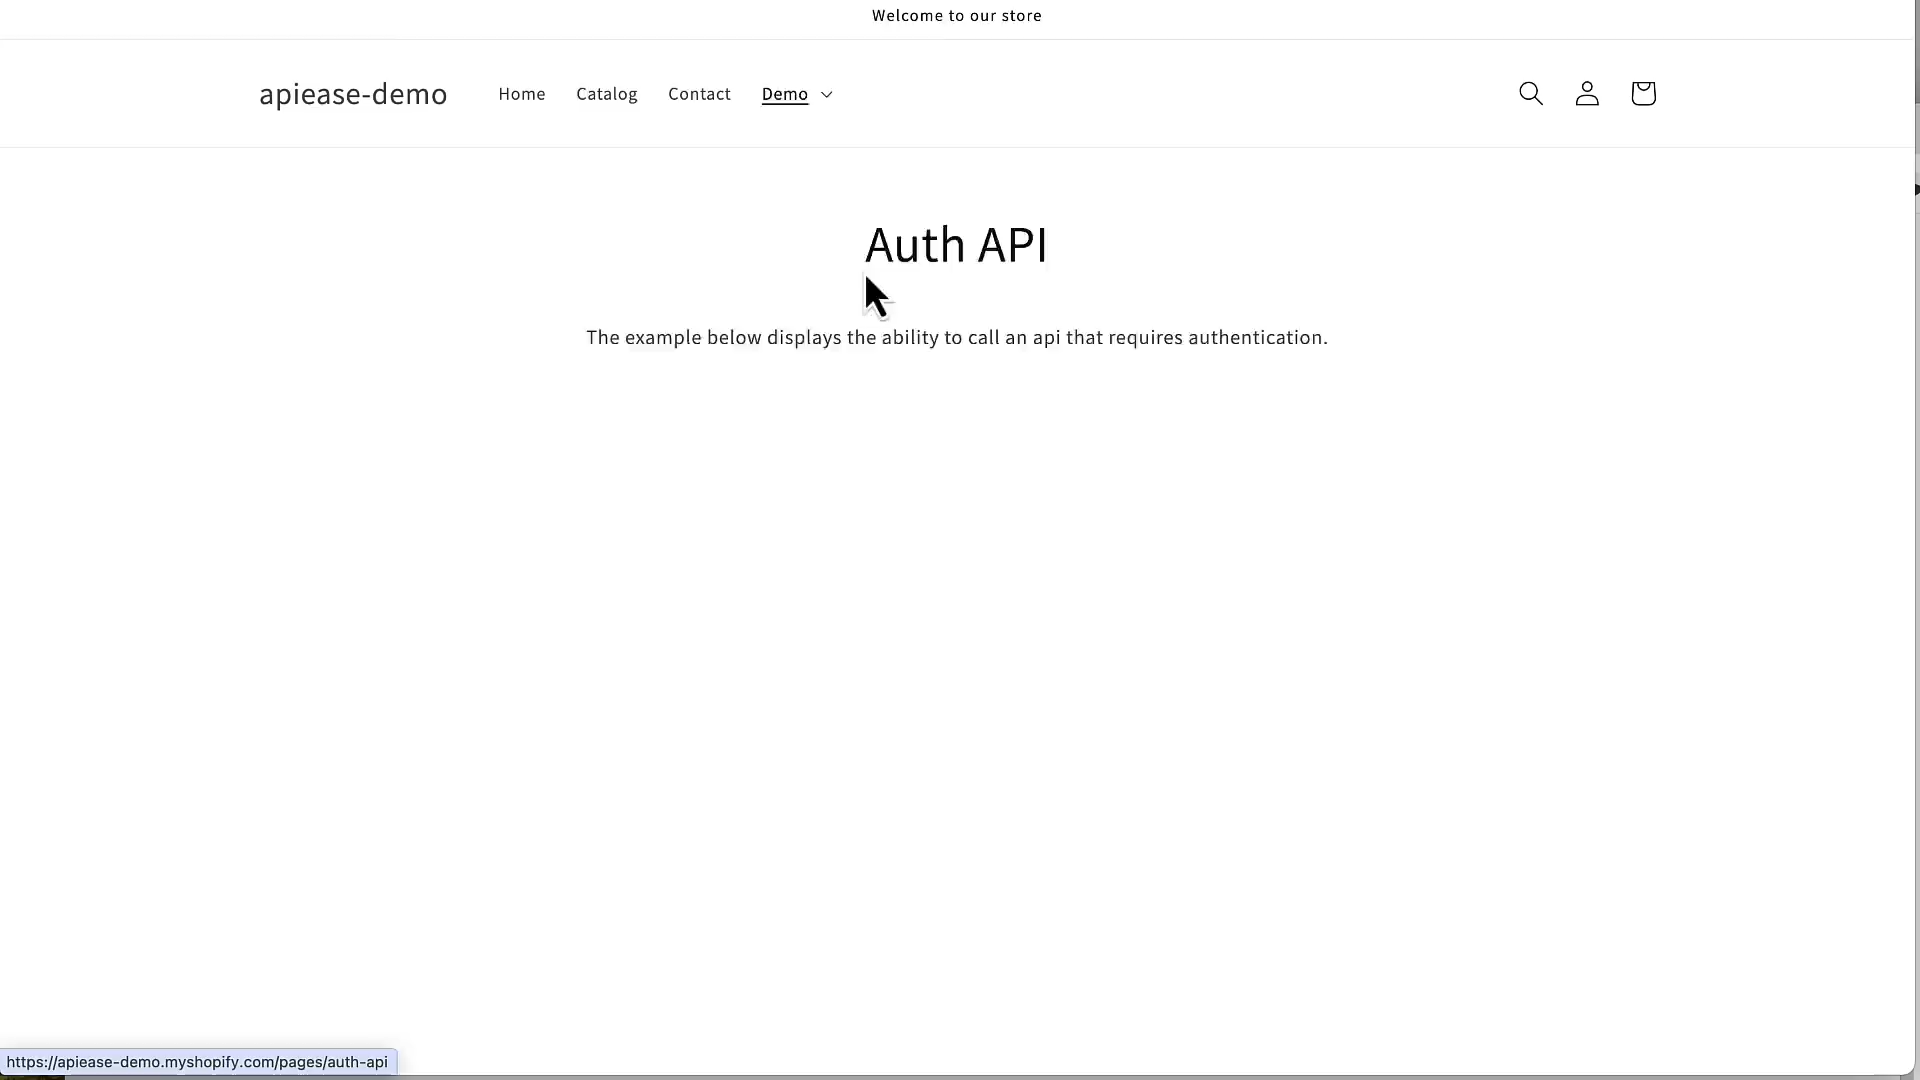 Welcome to our store
apiease-demo
Home
Catalog
Contact
Demo
Auth API
The example below displays the ability to call an api that requires authentication.
https://apiease-demo.myshopify.com/pages/auth-api